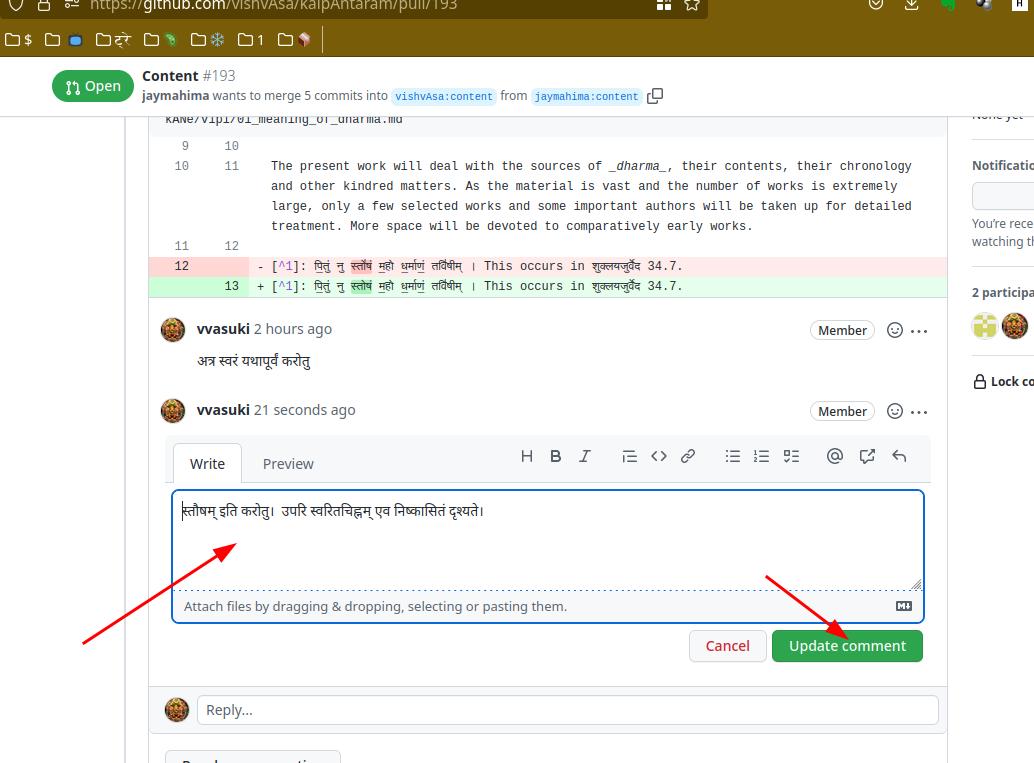 https://github.com/vishvAsa/kalpAntaram/pull/193
$ ट्रे 1
Open
Content #193
jaymahima wants to merge 5 commits into vishvAsa:content from jaymahima:content
kANe/vlp1/01_meaning_of_dharma.md
9 10
10 11 The present work will deal with the sources of _dharma_, their contents, their chronology
and other kindred matters. As the material is vast and the number of works is extremely
large, only a few selected works and some important authors will be taken up for detailed
treatment. More space will be devoted to comparatively early works.
11 12
12 - [^1]: पि॒तुं नु स्तो॑षं म॒हो ध॒र्माणं॒ तवि॑षीम् । This occurs in शुक्लयजुर्वेद 34.7.
13 + [^1]: पि॒तुं नु स्तोषं म॒हो ध॒र्माणं॒ तवि॑षीम् । This occurs in शुक्लयजुर्वेद 34.7.
vvasuki 2 hours ago Member
अत्र स्वरं यथापूर्वं करोतु
vvasuki 21 seconds ago Member
Write Preview
स्तौषम् इति करोतु। उपरि स्वरितचिह्नम् एव निष्कासितं दृश्यते।
Attach files by dragging & dropping, selecting or pasting them.
Cancel Update comment
Reply...
Notificatio
You're rece
watching th
2 participa
Lock co